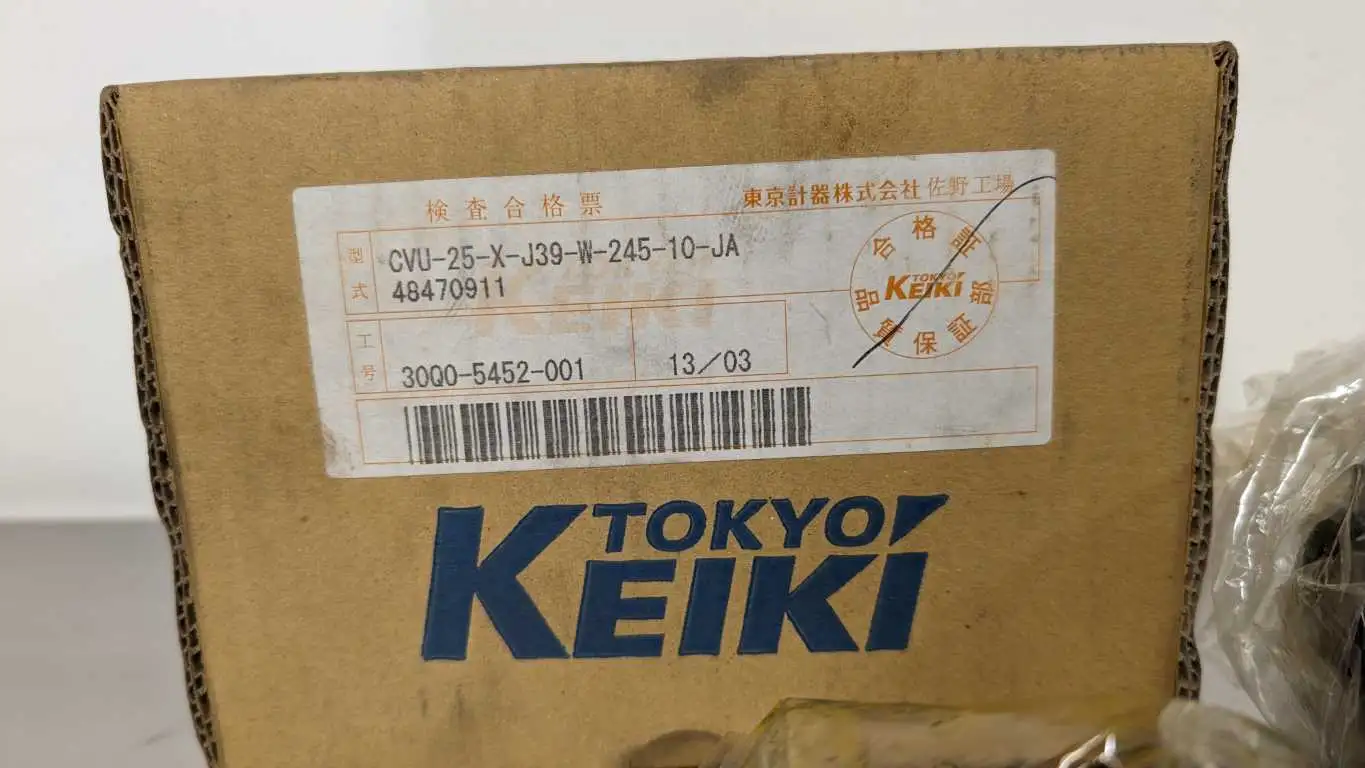 検査合格票
東京計器株式会社 佐野工場
型式
CVU-25-X-J39-W-245-10-JA
48470911
工号
30Q0-5452-001
13/03
合格証
TOKYO
KEIKI
品質保証部
TOKYO
KEIKI